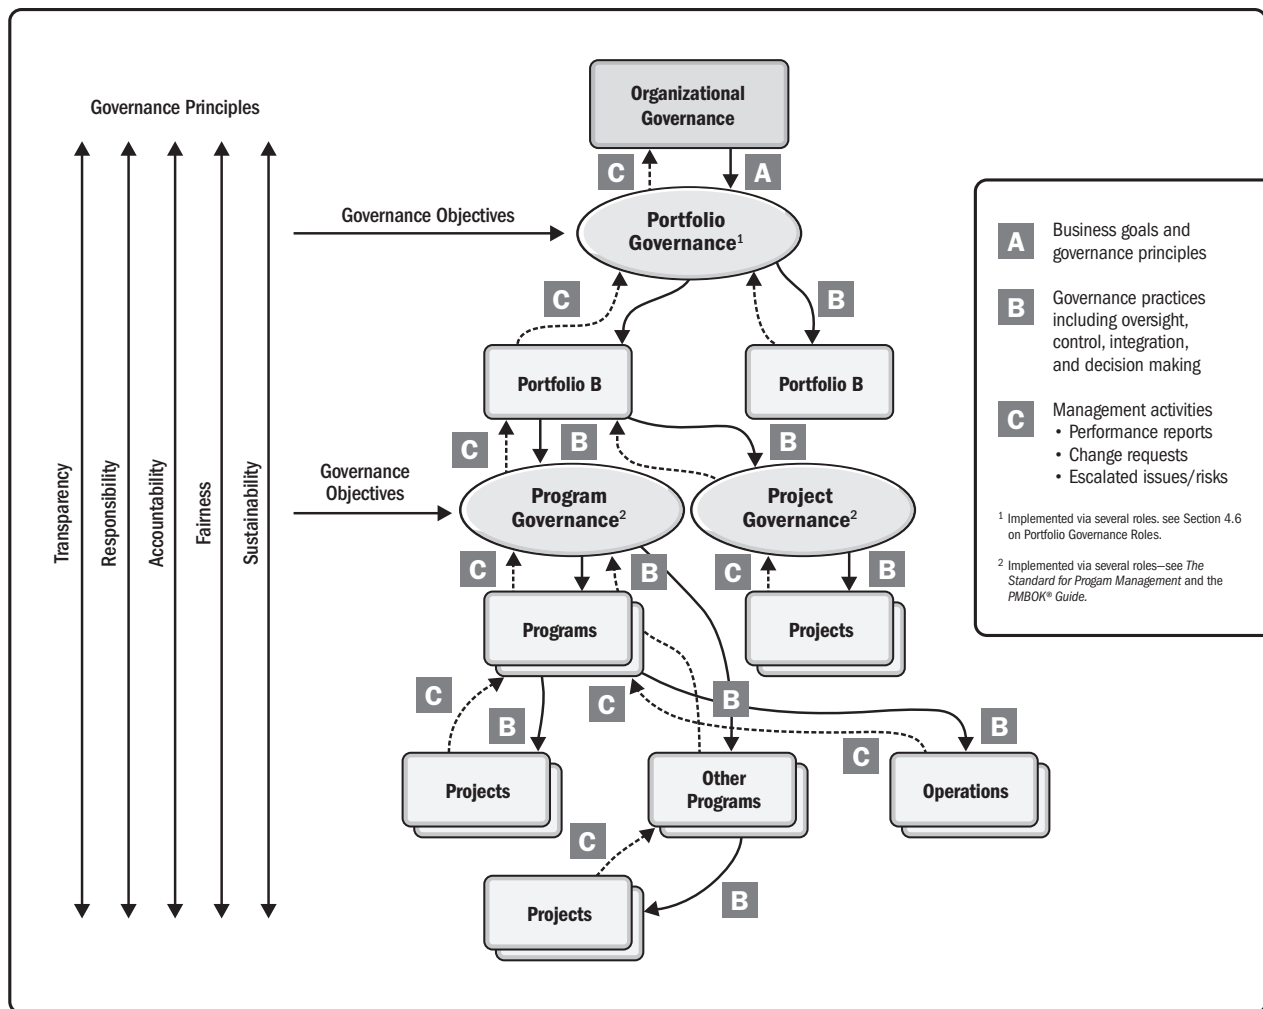 Governance Principles
Transparency
Responsibility
Accountability
Fairness
Sustainability
Organizational
Governance
C
A
Governance Objectives
Portfolio
Governance1
C
B
Portfolio B
Portfolio B
C
B
B
Governance
Objectives
Program
Governance2
Project
Governance2
C
B
C
B
Programs
Projects
C
B
C
B
C
B
Projects
Other
Programs
Operations
C
B
Projects
A
Business goals and
governance principles
B
Governance practices
including oversight,
control, integration,
and decision making
C
Management activities
• Performance reports
• Change requests
• Escalated issues/risks
1 Implemented via several roles. see Section 4.6
on Portfolio Governance Roles.
2 Implemented via several roles—see The
Standard for Progam Management and the
PMBOK® Guide.